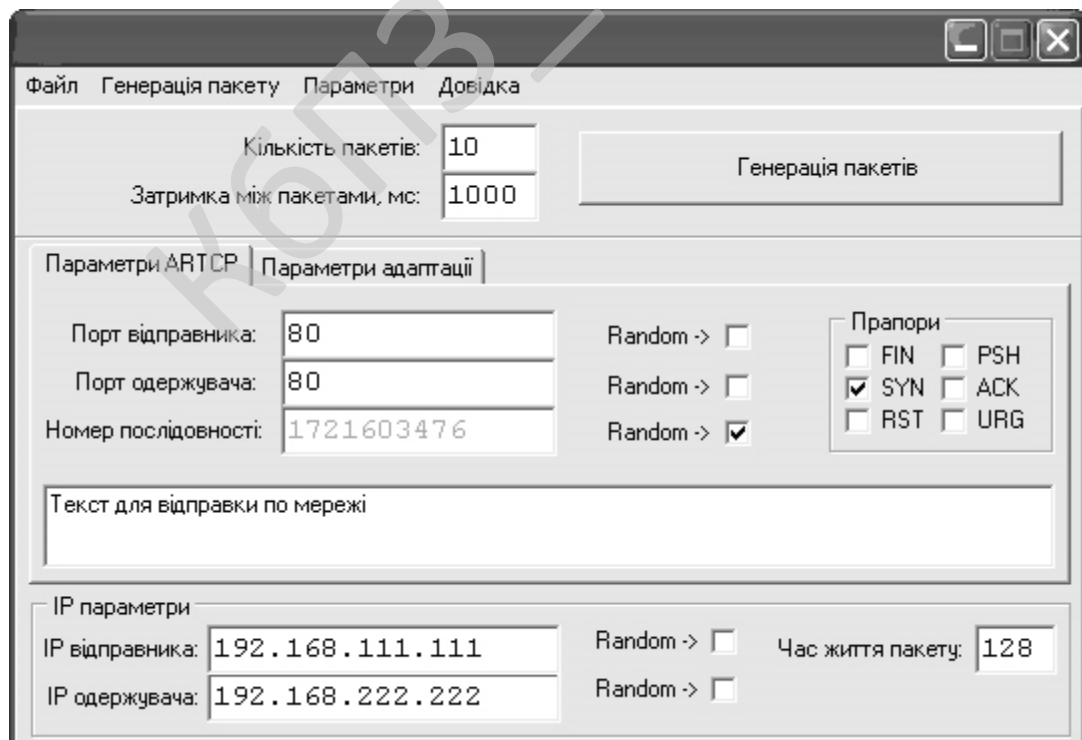 Файл Генерація пакету Параметри Довідка
Кількість пакетів: 10
Генерація пакетів
Затримка між пакетами, мс: 1000
Параметри ARTCP Параметри адаптації
Порт відправника: 80 Random ->
Порт одержувача: 80 Random ->
Номер послідовності: 1721603476 Random ->
Прапори
FIN PSH
SYN ACK
RST URG
Текст для відправки по мережі
IP параметри
IP відправника: 192.168.111.111 Random ->
Час життя пакету: 128
IP одержувача: 192.168.222.222 Random ->
КбПЗ_